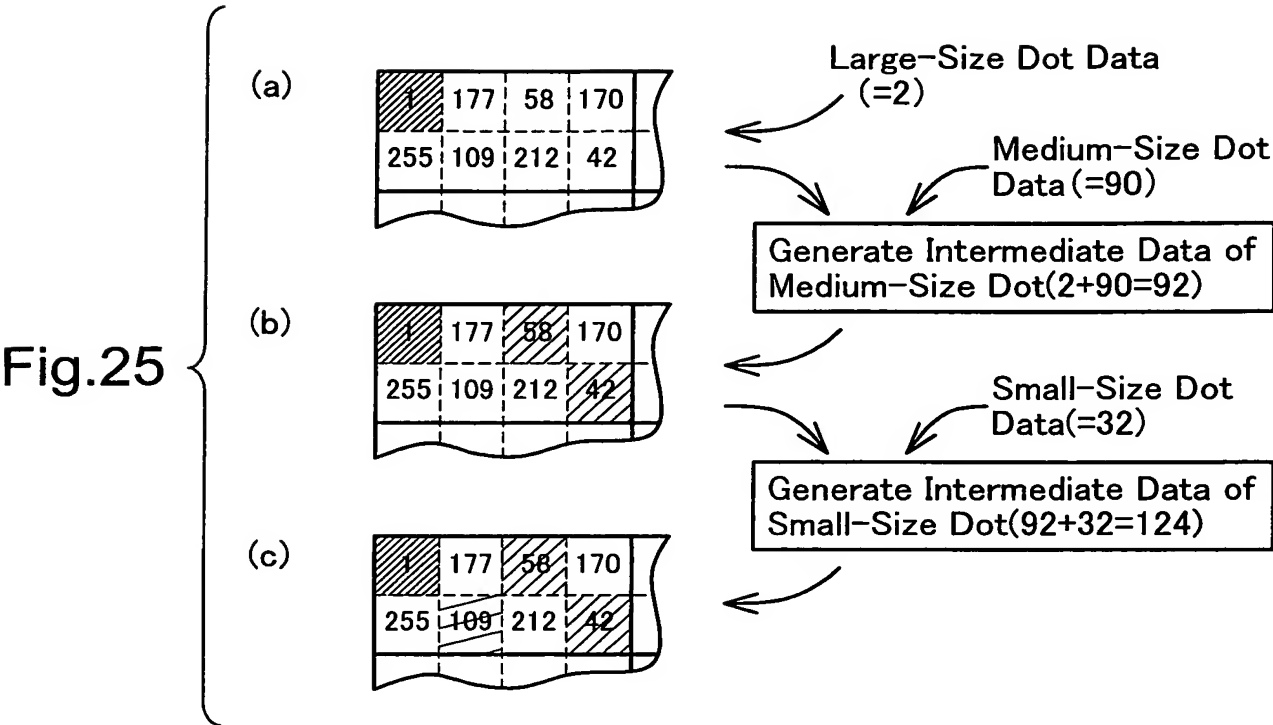 Fig.25
(a)
1 177 58 170
255 109 212 42
Large-Size Dot Data
(=2)
Medium-Size Dot
Data(=90)
Generate Intermediate Data of
Medium-Size Dot(2+90=92)
(b)
1 177 58 170
255 109 212 42
Small-Size Dot
Data(=32)
Generate Intermediate Data of
Small-Size Dot(92+32=124)
(c)
1 177 58 170
255 109 212 42